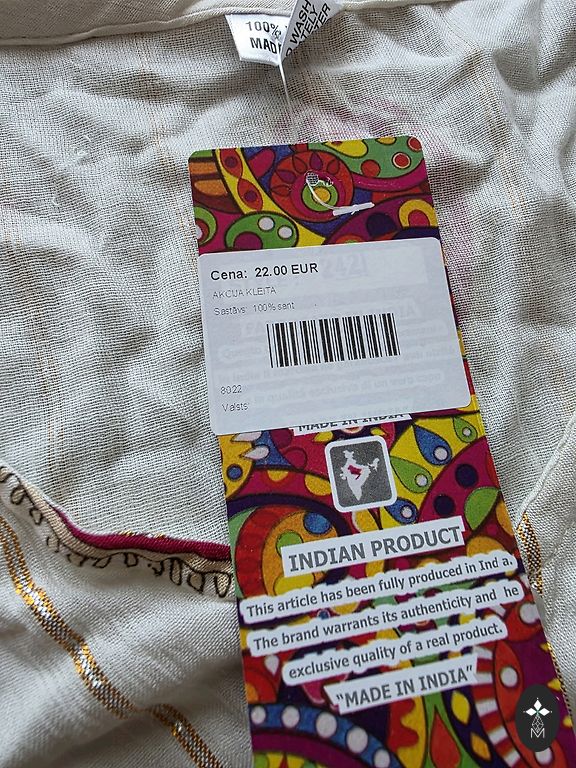 100%
MADE
WASH
CENA: 22.00 EUR
AKCIJA KLEITA
Sastāvs: 100% sant
8022
Valsts:
MADE IN INDIA
INDIAN PRODUCT
This article has been fully produced in Ind a.
The brand warrants its authenticity and he
exclusive quality of a real product.
"MADE IN INDIA"
M